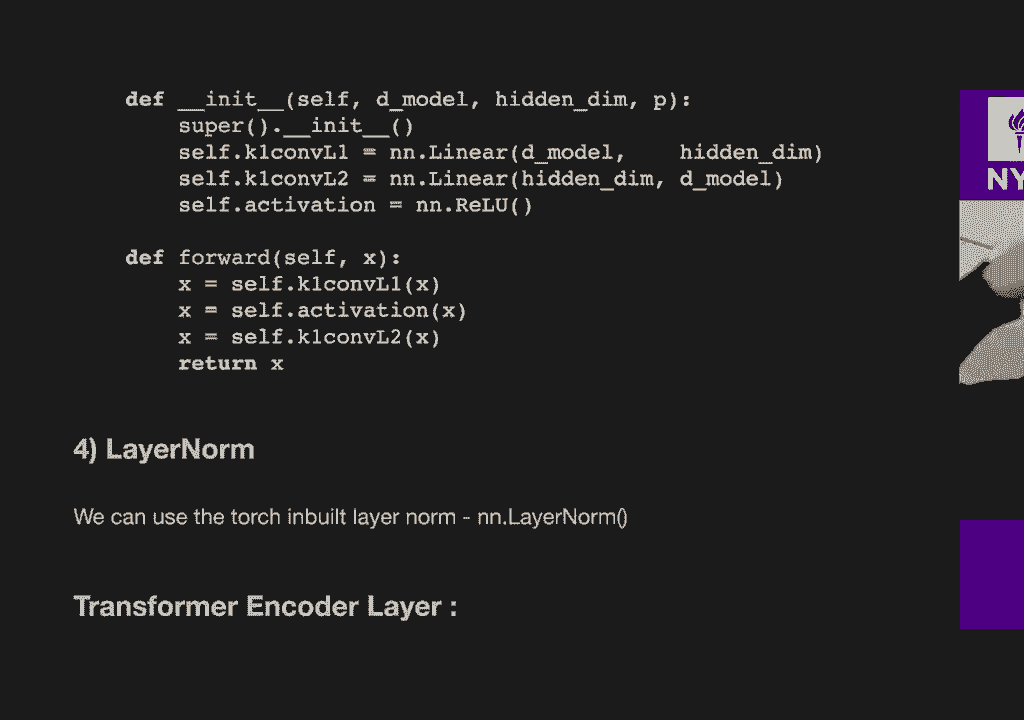 def __init__(self, d_model, hidden_dim, p):
super().__init__()
self.k1convL1 = nn.Linear(d_model,    hidden_dim)
self.k1convL2 = nn.Linear(hidden_dim, d_model)
self.activation = nn.ReLU()
def forward(self, x):
x = self.k1convL1(x)
x = self.activation(x)
x = self.k1convL2(x)
return x
4) LayerNorm
We can use the torch inbuilt layer norm - nn.LayerNorm()
Transformer Encoder Layer :
NY